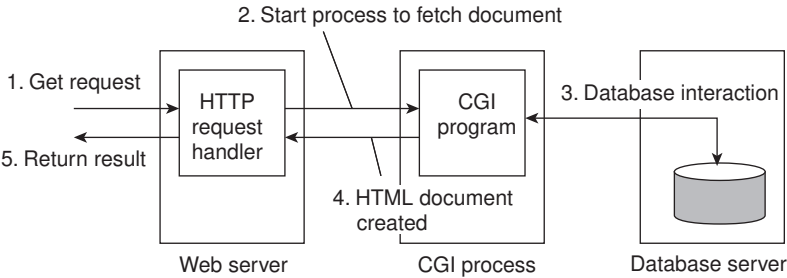 2. Start process to fetch document
1. Get request
HTTP
request
handler
CGI
program
3. Database interaction
5. Return result
4. HTML document
created
Web server
CGI process
Database server